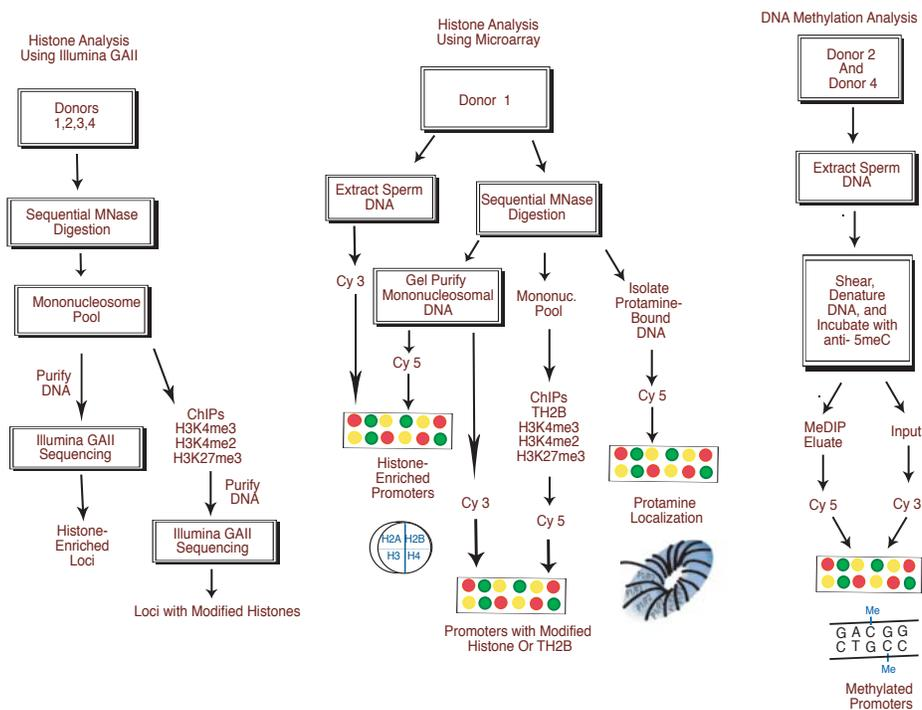 Histone Analysis
Using Illumina GAII
Donors
1,2,3,4
Sequential MNase
Digestion
Mononucleosome
Pool
Purify
DNA
Illumina GAII
Sequencing
Histone-
Enriched
Loci
ChIPs
H3K4me3
H3K4me2
H3K27me3
Purify
DNA
Illumina GAII
Sequencing
Loci with Modified Histones
Histone Analysis
Using Microarray
Donor 1
Extract Sperm
DNA
Cy 3
Sequential MNase
Digestion
Gel Purify
Mononucleosomal
DNA
Cy 5
Histone-
Enriched
Promoters
H2A H2B
H3 H4
Cy 3
Mononuc.
Pool
ChIPs
TH2B
H3K4me3
H3K4me2
H3K27me3
Cy 5
Promoters with Modified
Histone Or TH2B
Isolate
Protamine-
Bound
DNA
Cy 5
Protamine
Localization
DNA Methylation Analysis
Donor 2
And
Donor 4
Extract Sperm
DNA
Shear,
Denature
DNA, and
Incubate with
anti- 5meC
MeDIP
Eluate
Cy 5
Input
Cy 3
Me
G A C G G
C T G C C
Me
Methylated
Promoters